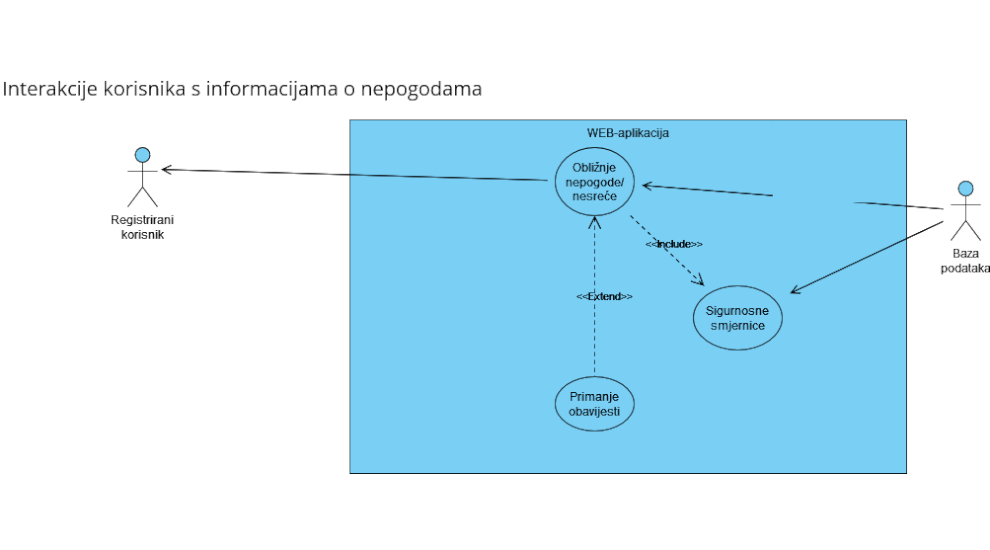 Interakcije korisnika s informacijama o nepogodama
WEB-aplikacija
Obližnje
nepogode/
nesreće
Registrirani
korisnik
<<Include>>
Baza
podataka
<<Extend>>
Sigurnosne
smjernice
Primanje
obavijesti